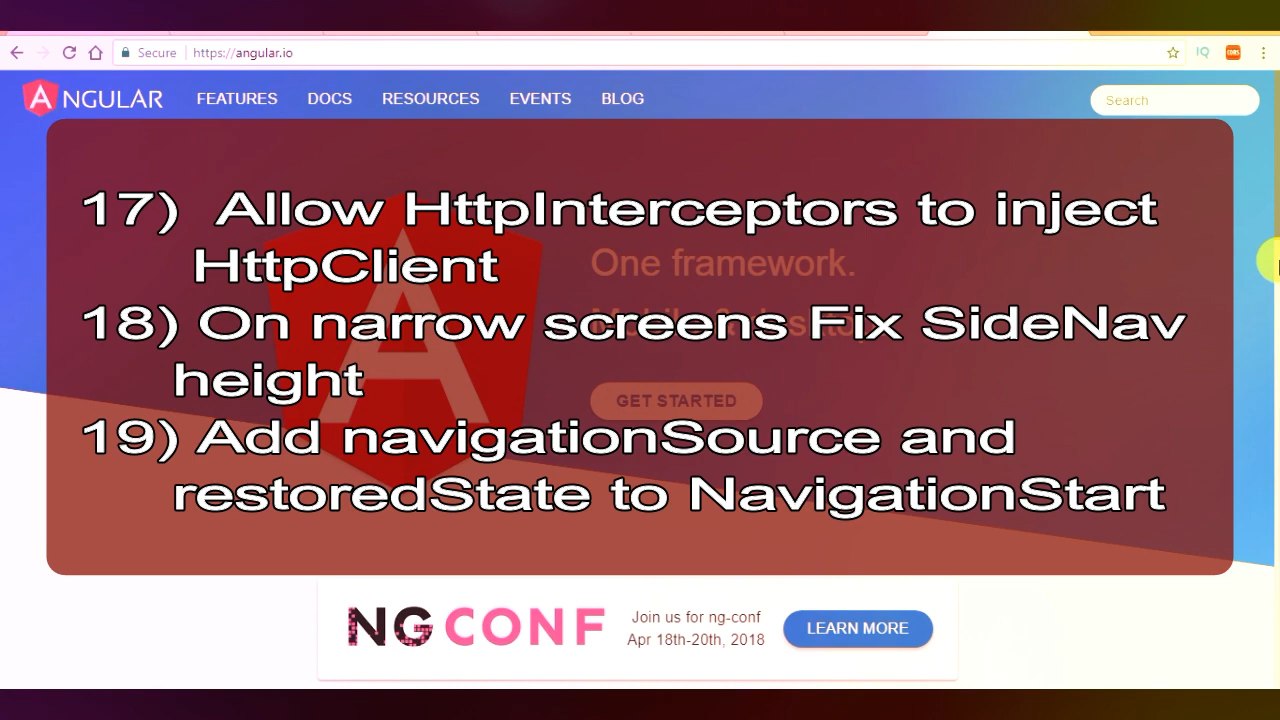 Secure https://angular.io
IQ
ANGULAR FEATURES DOCS RESOURCES EVENTS BLOG Search
17) Allow HttpInterceptors to inject
HttpClient
One framework.
18) On narrow screens Fix SideNav
height
GET STARTED
19) Add navigationSource and
restoredState to NavigationStart
NG CONF
Join us for ng-conf
Apr 18th-20th, 2018
LEARN MORE